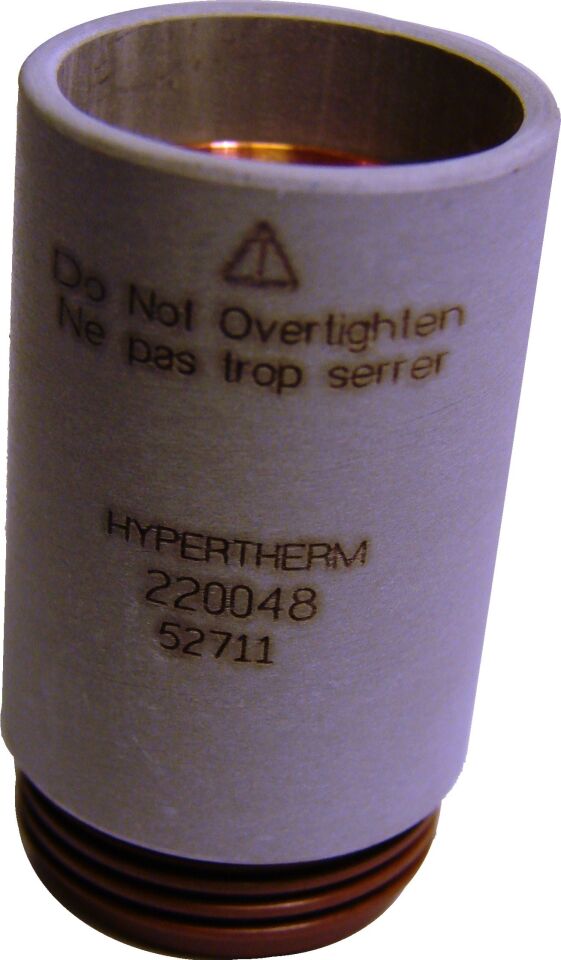 Do Not Overtighten
Ne pas trop serrer
HYPERTHERM
220048
52711